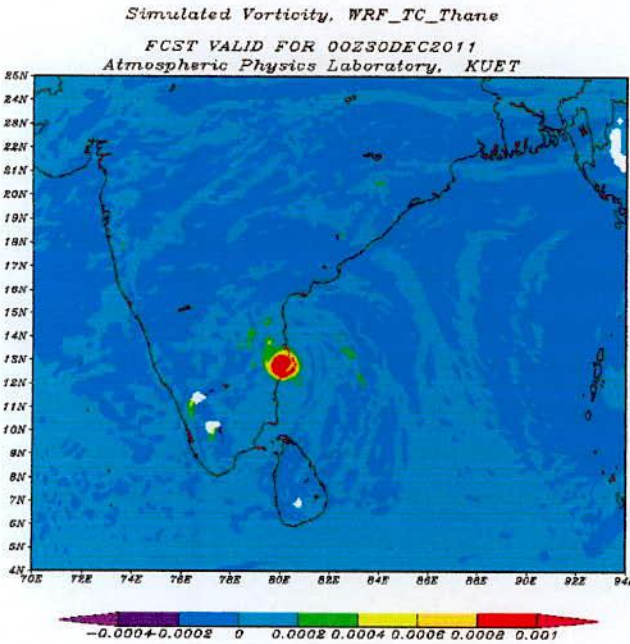 Simulated Vorticity, WRF_TC_Thane
FCST VALID FOR 00Z30DEC2011
Atmospheric Physics Laboratory, KUET
25N
24N
23N
22N
21N
20N
19N
18N
17N
16N
15N
14N
13N
12N
11N
10N
9N
8N
7N
6N
5N
4N
70E 72E 74E 76E 78E 80E 82E 84E 86E 88E 90E 92E 94E
-0.0004 -0.0002 0 0.0002 0.0004 0.0006 0.0008 0.001